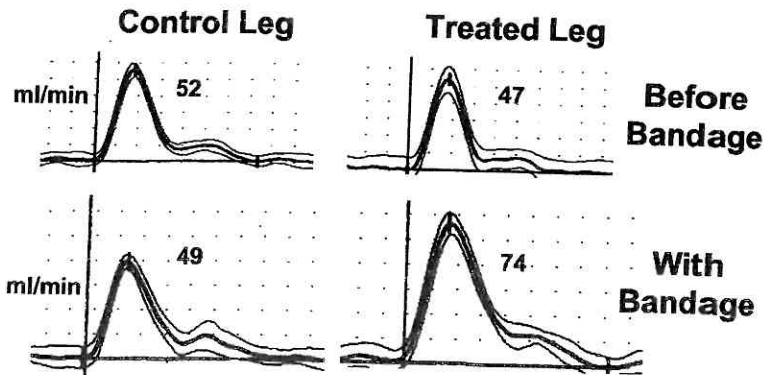 Control Leg
Treated Leg
ml/min
52
47
Before
Bandage
ml/min
49
74
With
Bandage